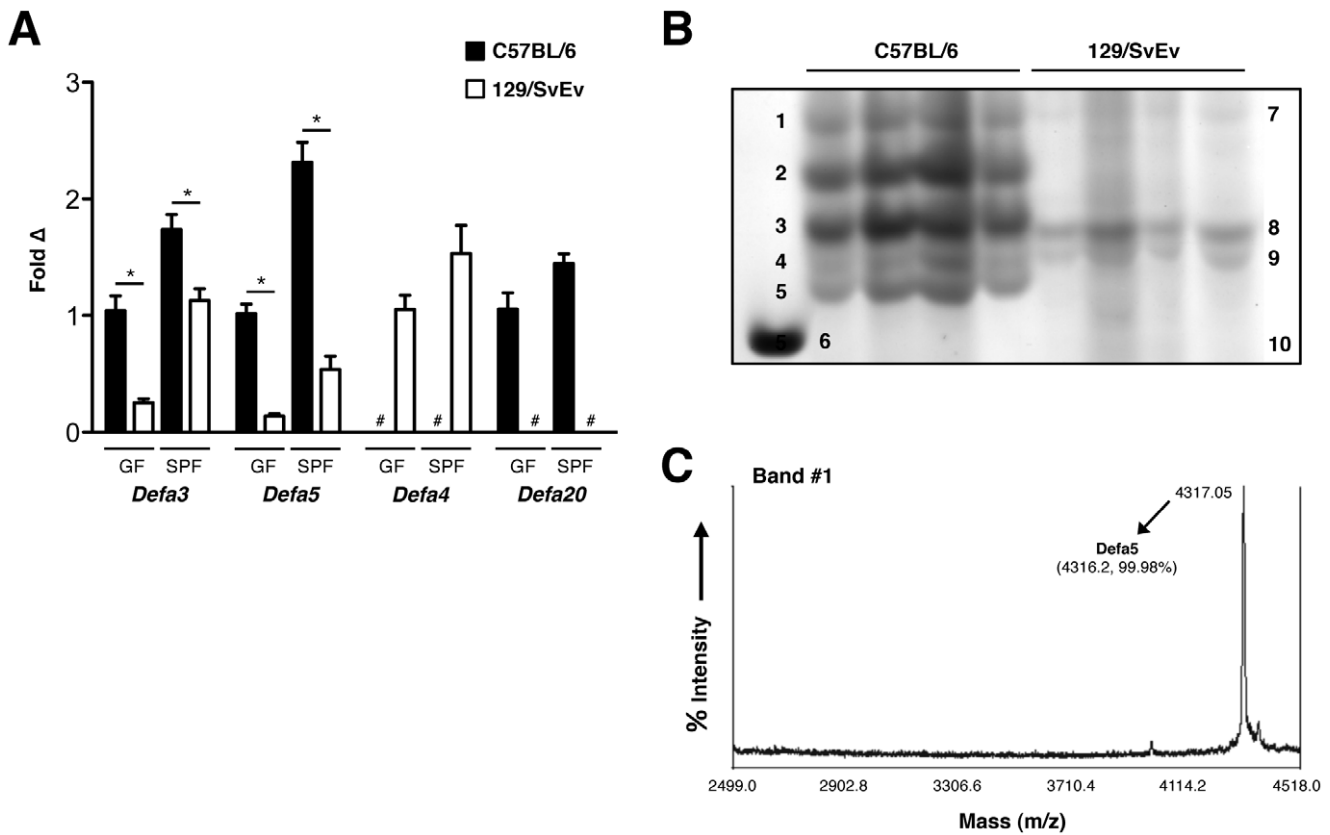 A
C57BL/6
129/SvEv
Fold Δ
3
2
1
0
*
*
*
*
#
#
#
#
GF SPF GF SPF GF SPF GF SPF
Defa3 Defa5 Defa4 Defa20
B
C57BL/6 129/SvEv
1 7
2
3 8
4 9
5
5 6 10
C
Band #1
4317.05
Defa5
(4316.2, 99.98%)
% Intensity
2499.0 2902.8 3306.6 3710.4 4114.2 4518.0
Mass (m/z)